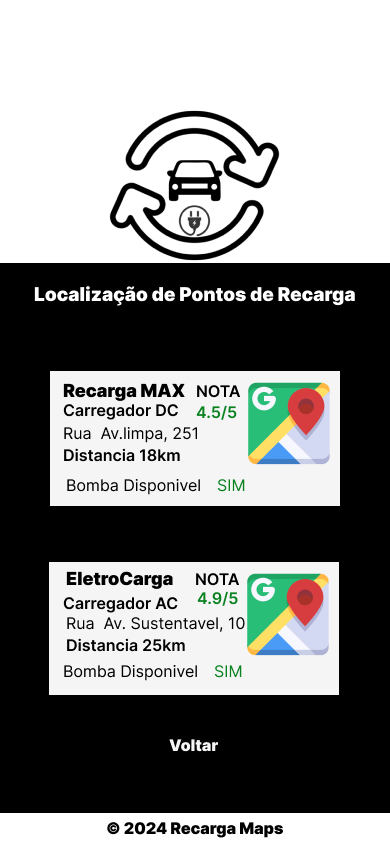 Localização de Pontos de Recarga
Recarga MAX NOTA
Carregador DC 4.5/5
Rua Av.limpa, 251
Distancia 18km
Bomba Disponivel SIM
G
EletroCarga NOTA
Carregador AC 4.9/5
Rua Av. Sustentavel, 10
Distancia 25km
Bomba Disponivel SIM
G
Voltar
© 2024 Recarga Maps